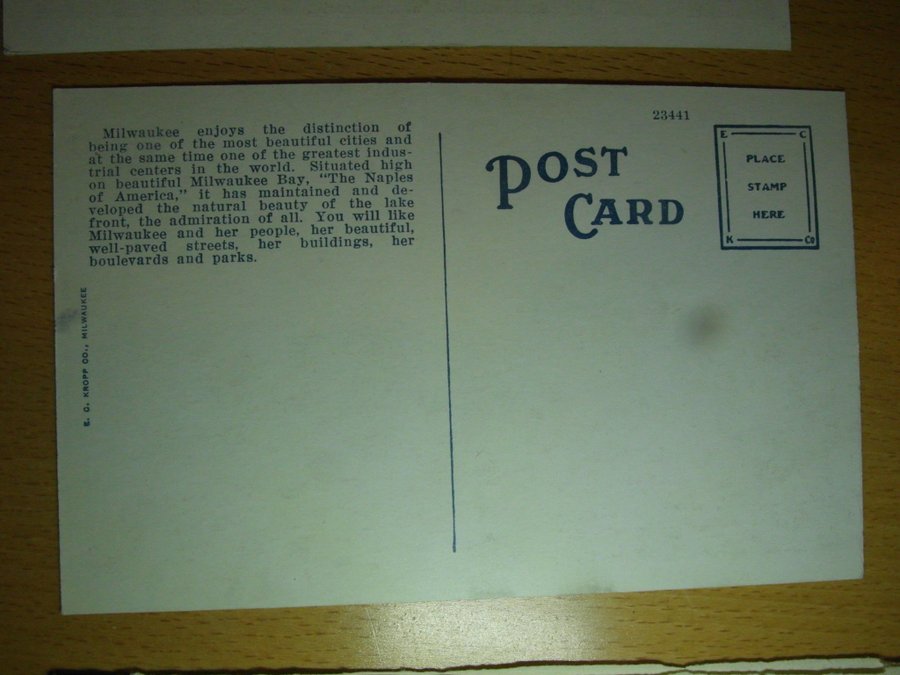 Milwaukee enjoys the distinction of
being one of the most beautiful cities and
at the same time one of the greatest indus-
trial centers in the world. Situated high
on beautiful Milwaukee Bay, "The Naples
of America," it has maintained and de-
veloped the natural beauty of the lake
front, the admiration of all. You will like
Milwaukee and her people, her beautiful,
well-paved streets, her buildings, her
boulevards and parks.
E. C. KROPP CO., MILWAUKEE
23441
POST
CARD
E C
PLACE
STAMP
HERE
K Co